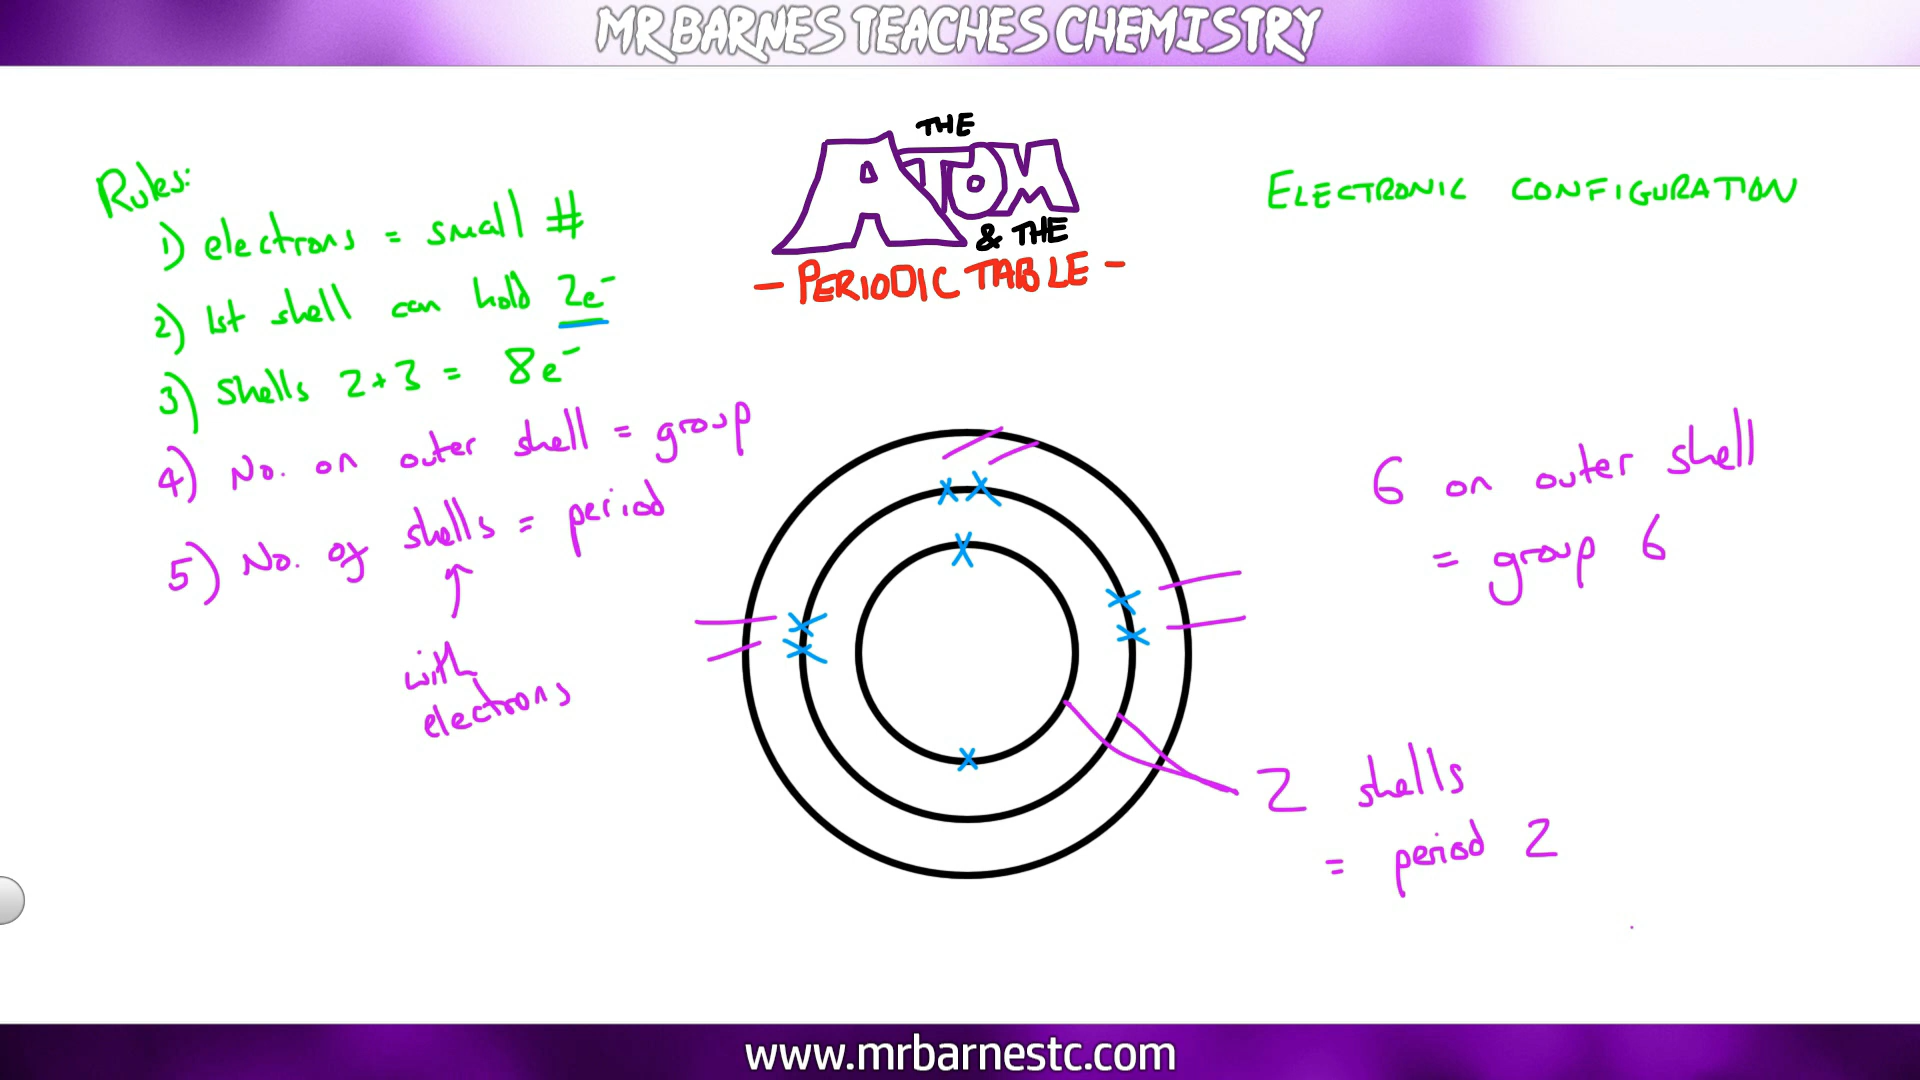 MR BARNES TEACHES CHEMISTRY
THE
ATOM
& THE
- PERIODIC TABLE -
ELECTRONIC CONFIGURATION
Rules:
1) electrons = small #
2) 1st shell can hold 2e⁻
3) Shells 2+3 = 8e⁻
4) No. on outer shell = group
5) No. of shells = period
with
electrons
6 on outer shell
= group 6
2 shells
= period 2
www.mrbarnestc.com